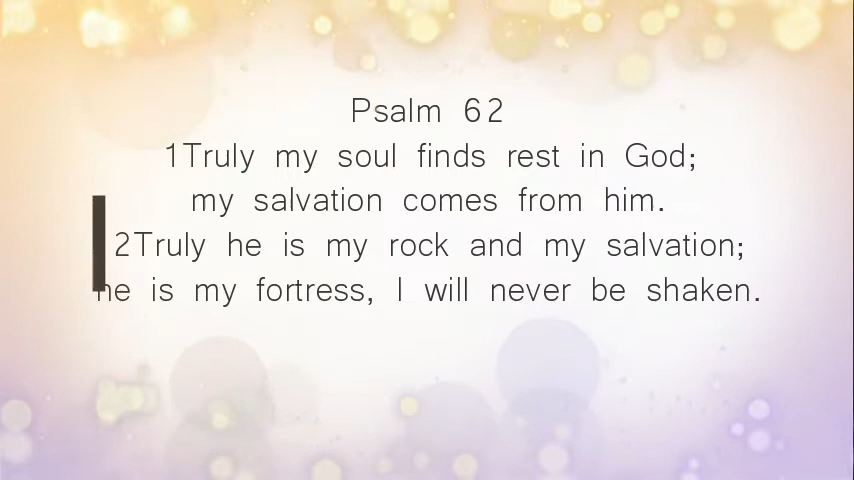 Psalm 62
1Truly my soul finds rest in God;
my salvation comes from him.
2Truly he is my rock and my salvation;
he is my fortress, I will never be shaken.